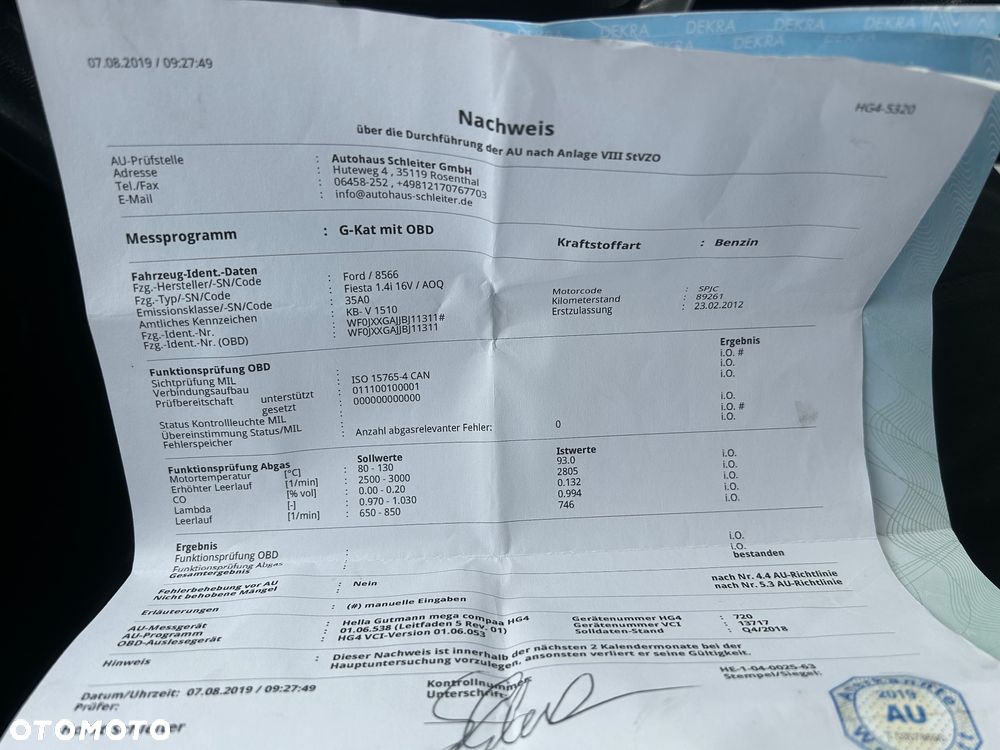 DEKRA DEKRA DEKRA
DEKRA DEKRA
07.08.2019 / 09:27:49
HG4-5320
Nachweis
über die Durchführung der AU nach Anlage VIII StVZO
AU-Prüfstelle : Autohaus Schleiter GmbH
Adresse : Huteweg 4 , 35119 Rosenthal
Tel./Fax : 06458-252 , +49812170767703
E-Mail : info@autohaus-schleiter.de
Messprogramm : G-Kat mit OBD Kraftstoffart : Benzin
Fahrzeug-Ident.-Daten
Fzg.-Hersteller/-SN/Code : Ford / 8566
Fzg.-Typ/-SN/Code : Fiesta 1.4i 16V / AOQ Motorcode : SPJC
Emissionsklasse/-SN/Code : 35A0 Kilometerstand : 89261
Amtliches Kennzeichen : KB- V 1510 Erstzulassung : 23.02.2012
Fzg.-Ident.-Nr. : WF0JXXGAJJBJ11311#
Fzg.-Ident.-Nr. (OBD) : WF0JXXGAJJBJ11311
Funktionsprüfung OBD Ergebnis
Sichtprüfung MIL : i.O. #
Verbindungsaufbau : ISO 15765-4 CAN i.O.
Prüfbereitschaft unterstützt : 011100100001 i.O.
gesetzt : 000000000000
Status Kontrollleuchte MIL : i.O.
Übereinstimmung Status/MIL : i.O. #
Fehlerspeicher : Anzahl abgasrelevanter Fehler: 0 i.O.
Funktionsprüfung Abgas Sollwerte Istwerte
Motortemperatur [°C] : 80 - 130 93.0 i.O.
Erhöhter Leerlauf [1/min] : 2500 - 3000 2805 i.O.
CO [% vol] : 0.00 - 0.20 0.132 i.O.
Lambda [-] : 0.970 - 1.030 0.994 i.O.
Leerlauf [1/min] : 650 - 850 746 i.O.
Ergebnis
Funktionsprüfung OBD : i.O.
Funktionsprüfung Abgas : i.O.
Gesamtergebnis : bestanden
Fehlerbehebung vor AU : Nein nach Nr. 4.4 AU-Richtlinie
Nicht behobene Mängel : nach Nr. 5.3 AU-Richtlinie
Erläuterungen : (#) manuelle Eingaben
AU-Messgerät : Hella Gutmann mega compaa HG4 Gerätenummer HG4 : 720
AU-Programm : 01.06.538 (Leitfaden 5 Rev. 01) Gerätenummer VCI : 13717
OBD-Auslesegerät : HG4 VCI-Version 01.06.053 Solldaten-Stand : Q4/2018
Hinweis : Dieser Nachweis ist innerhalb der nächsten 2 Kalendermonate bei der
Hauptuntersuchung vorzulegen, ansonsten verliert er seine Gültigkeit.
Datum/Uhrzeit: 07.08.2019 / 09:27:49 Kontrollnummer HE-1-04-0025-63
Prüfer: Unterschrift: Stempel/Siegel:
2019
AU
OTOMOTO